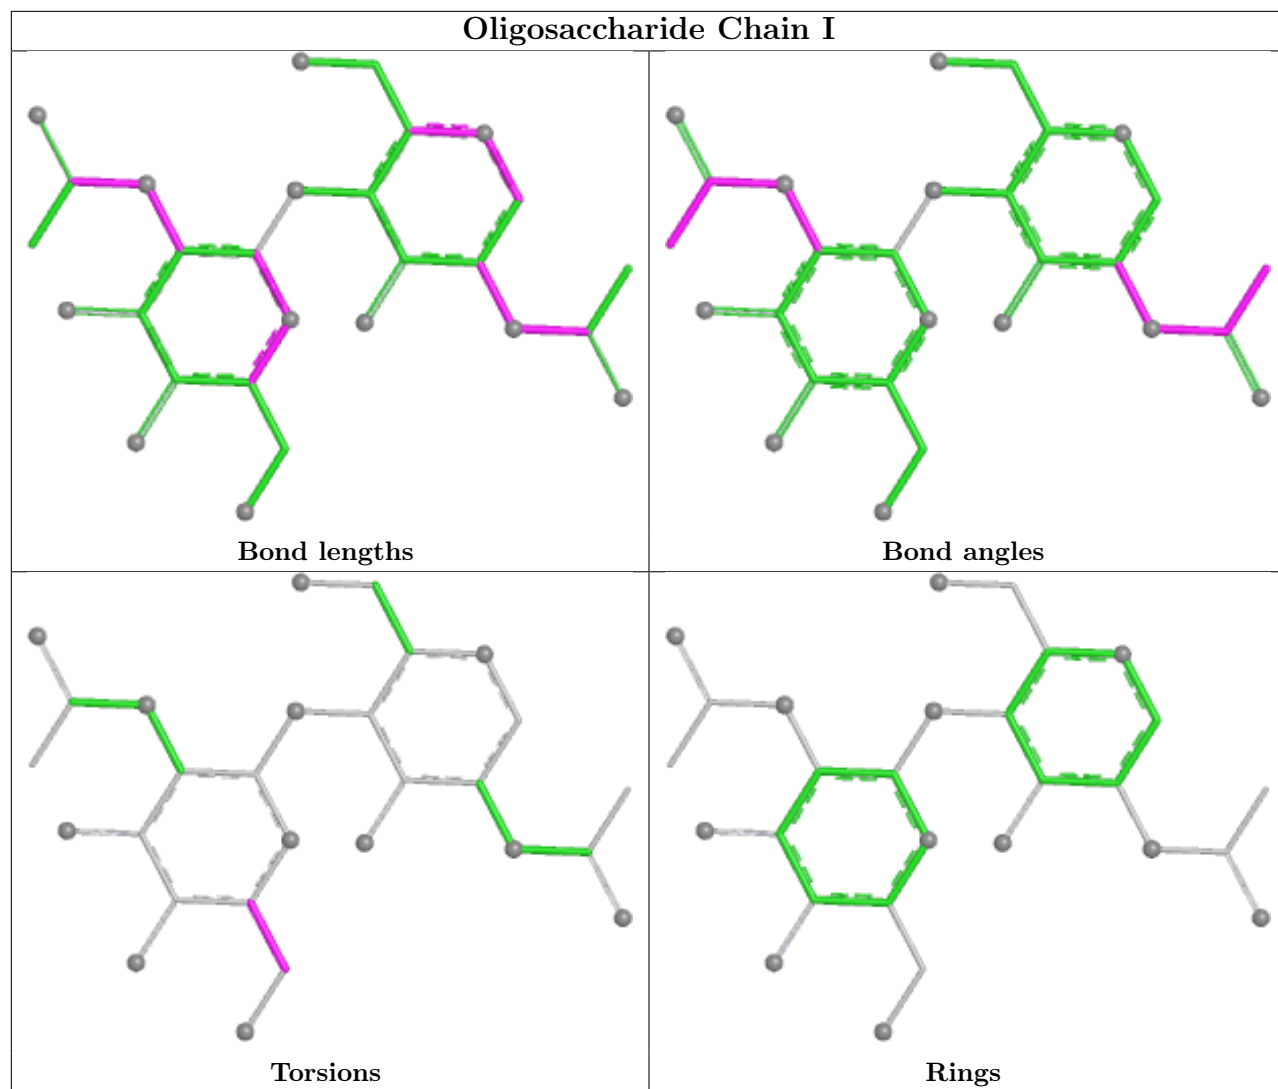 Oligosaccharide Chain I
Bond lengths
Bond angles
Torsions
Rings